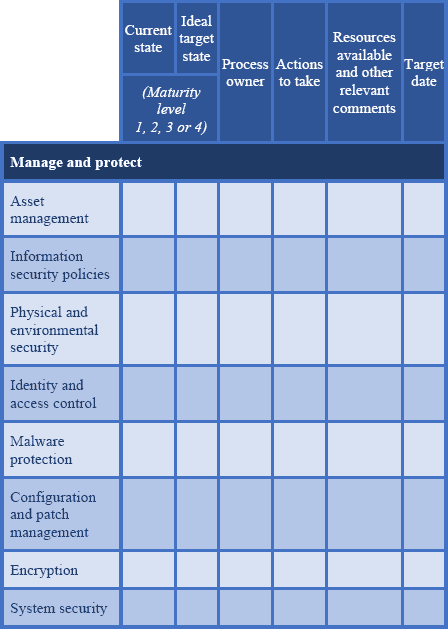 Current
state
Ideal
target
state
(Maturity
level
1, 2, 3 or 4)
Process
owner
Actions
to take
Resources
available
and other
relevant
comments
Target
date
Manage and protect
Asset
management
Information
security policies
Physical and
environmental
security
Identity and
access control
Malware
protection
Configuration
and patch
management
Encryption
System security